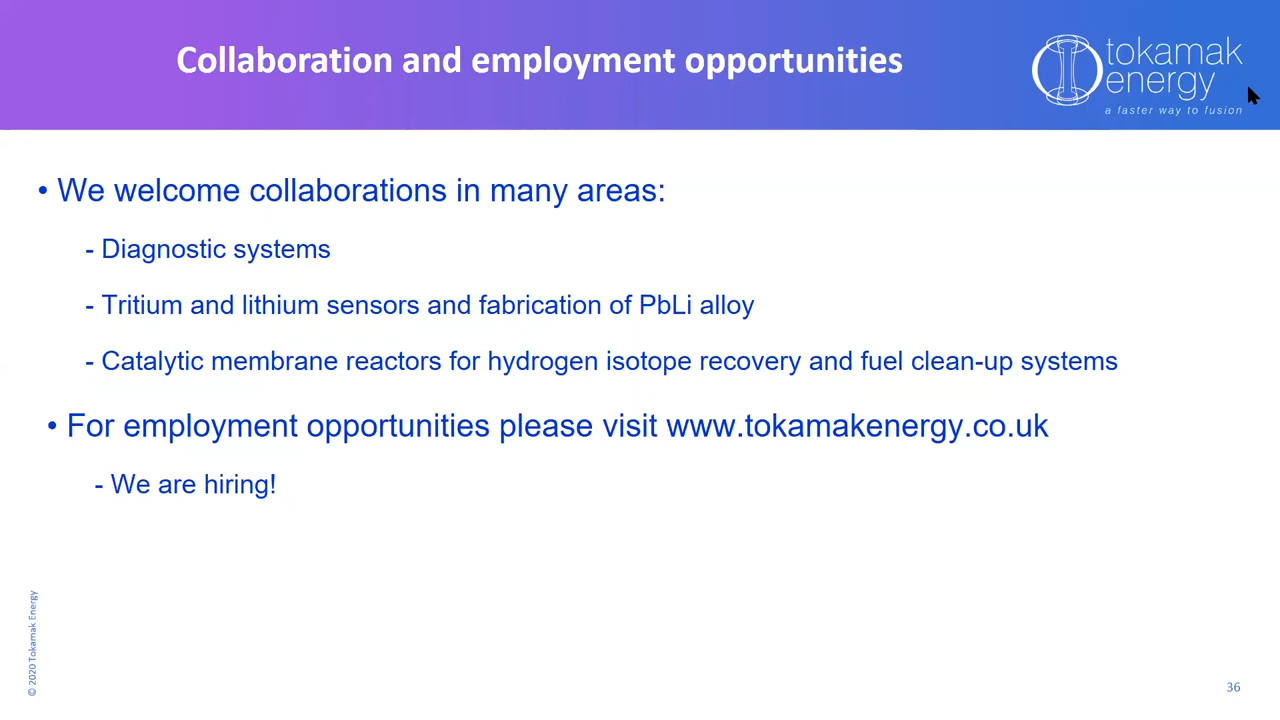 Collaboration and employment opportunities
tokamak
energy
a faster way to fusion
• We welcome collaborations in many areas:
- Diagnostic systems
- Tritium and lithium sensors and fabrication of PbLi alloy
- Catalytic membrane reactors for hydrogen isotope recovery and fuel clean-up systems
• For employment opportunities please visit www.tokamakenergy.co.uk
- We are hiring!
© 2020 Tokamak Energy
36